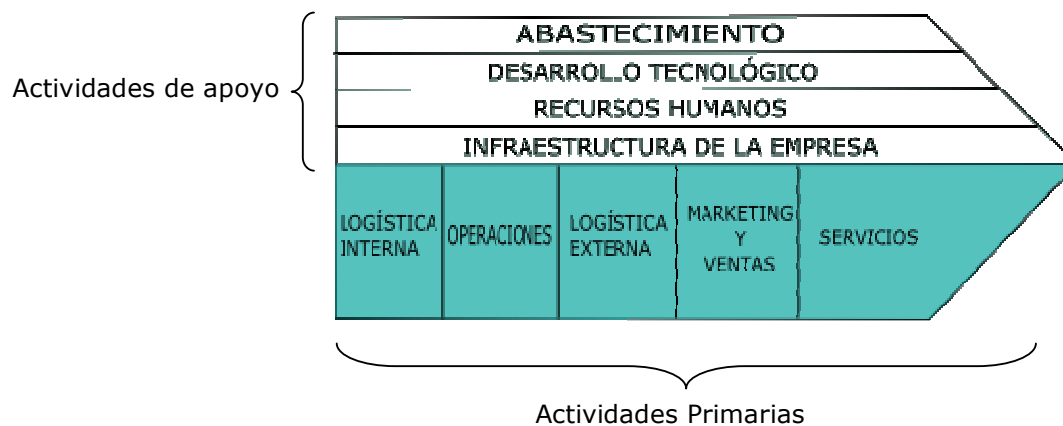 ABASTECIMIENTO
DESARROLLO TECNOLÓGICO
Actividades de apoyo
RECURSOS HUMANOS
INFRAESTRUCTURA DE LA EMPRESA
LOGÍSTICA
INTERNA
OPERACIONES
LOGÍSTICA
EXTERNA
MARKETING
Y
VENTAS
SERVICIOS
Actividades Primarias